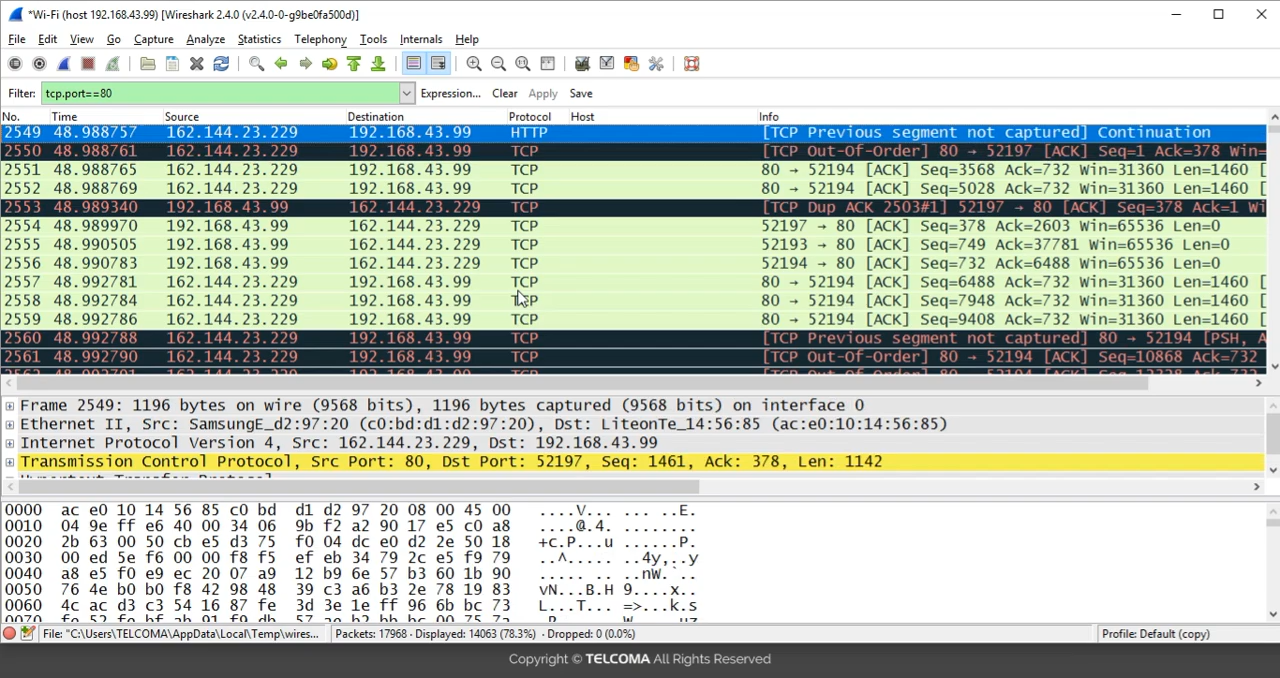 *Wi-Fi (host 192.168.43.99) [Wireshark 2.4.0 (v2.4.0-0-g9be0fa500d)]
File Edit View Go Capture Analyze Statistics Telephony Tools Internals Help
Filter: tcp.port==80 Expression... Clear Apply Save
No. Time Source Destination Protocol Host Info
2549 48.988757 162.144.23.229 192.168.43.99 HTTP [TCP Previous segment not captured] Continuation
2550 48.988761 162.144.23.229 192.168.43.99 TCP [TCP Out-Of-Order] 80 → 52197 [ACK] Seq=1 Ack=378 Win=
2551 48.988765 162.144.23.229 192.168.43.99 TCP 80 → 52194 [ACK] Seq=3568 Ack=732 Win=31360 Len=1460 [
2552 48.988769 162.144.23.229 192.168.43.99 TCP 80 → 52194 [ACK] Seq=5028 Ack=732 Win=31360 Len=1460 [
2553 48.989340 192.168.43.99 162.144.23.229 TCP [TCP Dup ACK 2503#1] 52197 → 80 [ACK] Seq=378 Ack=1 Wi
2554 48.989970 192.168.43.99 162.144.23.229 TCP 52197 → 80 [ACK] Seq=378 Ack=2603 Win=65536 Len=0
2555 48.990505 192.168.43.99 162.144.23.229 TCP 52193 → 80 [ACK] Seq=749 Ack=37781 Win=65536 Len=0
2556 48.990783 192.168.43.99 162.144.23.229 TCP 52194 → 80 [ACK] Seq=732 Ack=6488 Win=65536 Len=0
2557 48.992781 162.144.23.229 192.168.43.99 TCP 80 → 52194 [ACK] Seq=6488 Ack=732 Win=31360 Len=1460 [
2558 48.992784 162.144.23.229 192.168.43.99 TCP 80 → 52194 [ACK] Seq=7948 Ack=732 Win=31360 Len=1460 [
2559 48.992786 162.144.23.229 192.168.43.99 TCP 80 → 52194 [ACK] Seq=9408 Ack=732 Win=31360 Len=1460 [
2560 48.992788 162.144.23.229 192.168.43.99 TCP [TCP Previous segment not captured] 80 → 52194 [PSH, A
2561 48.992790 162.144.23.229 192.168.43.99 TCP [TCP Out-Of-Order] 80 → 52194 [ACK] Seq=10868 Ack=732
Frame 2549: 1196 bytes on wire (9568 bits), 1196 bytes captured (9568 bits) on interface 0
Ethernet II, Src: SamsungE_d2:97:20 (c0:bd:d1:d2:97:20), Dst: LiteonTe_14:56:85 (ac:e0:10:14:56:85)
Internet Protocol Version 4, Src: 162.144.23.229, Dst: 192.168.43.99
Transmission Control Protocol, Src Port: 80, Dst Port: 52197, Seq: 1461, Ack: 378, Len: 1142
Hypertext Transfer Protocol
0000 ac e0 10 14 56 85 c0 bd d1 d2 97 20 08 00 45 00 ....V... ... ..E.
0010 04 9e ff e6 40 00 34 06 9b f2 a2 90 17 e5 c0 a8 ....@.4. ........
0020 2b 63 00 50 cb e5 d3 75 f0 04 dc e0 d2 2e 50 18 +c.P...u ......P.
0030 00 ed 5e f6 00 00 f8 f5 ef eb 34 79 2c e5 f9 79 ..^..... ..4y,..y
0040 a8 e5 f0 e9 ec 20 07 a9 12 b9 6e 57 b3 60 1b 90 ..... .. ..nW.`..
0050 76 4e b0 b0 f8 42 98 48 39 c3 a6 b3 2e 78 19 83 vN...B.H 9....x..
0060 4c ac d3 c3 54 16 87 fe 3d 3e 1e ff 96 6b bc 73 L...T... =>...k.s
File: "C:\Users\TELCOMA\AppData\Local\Temp\wires... Packets: 17968 · Displayed: 14063 (78.3%) · Dropped: 0 (0.0%) Profile: Default (copy)
Copyright © TELCOMA All Rights Reserved